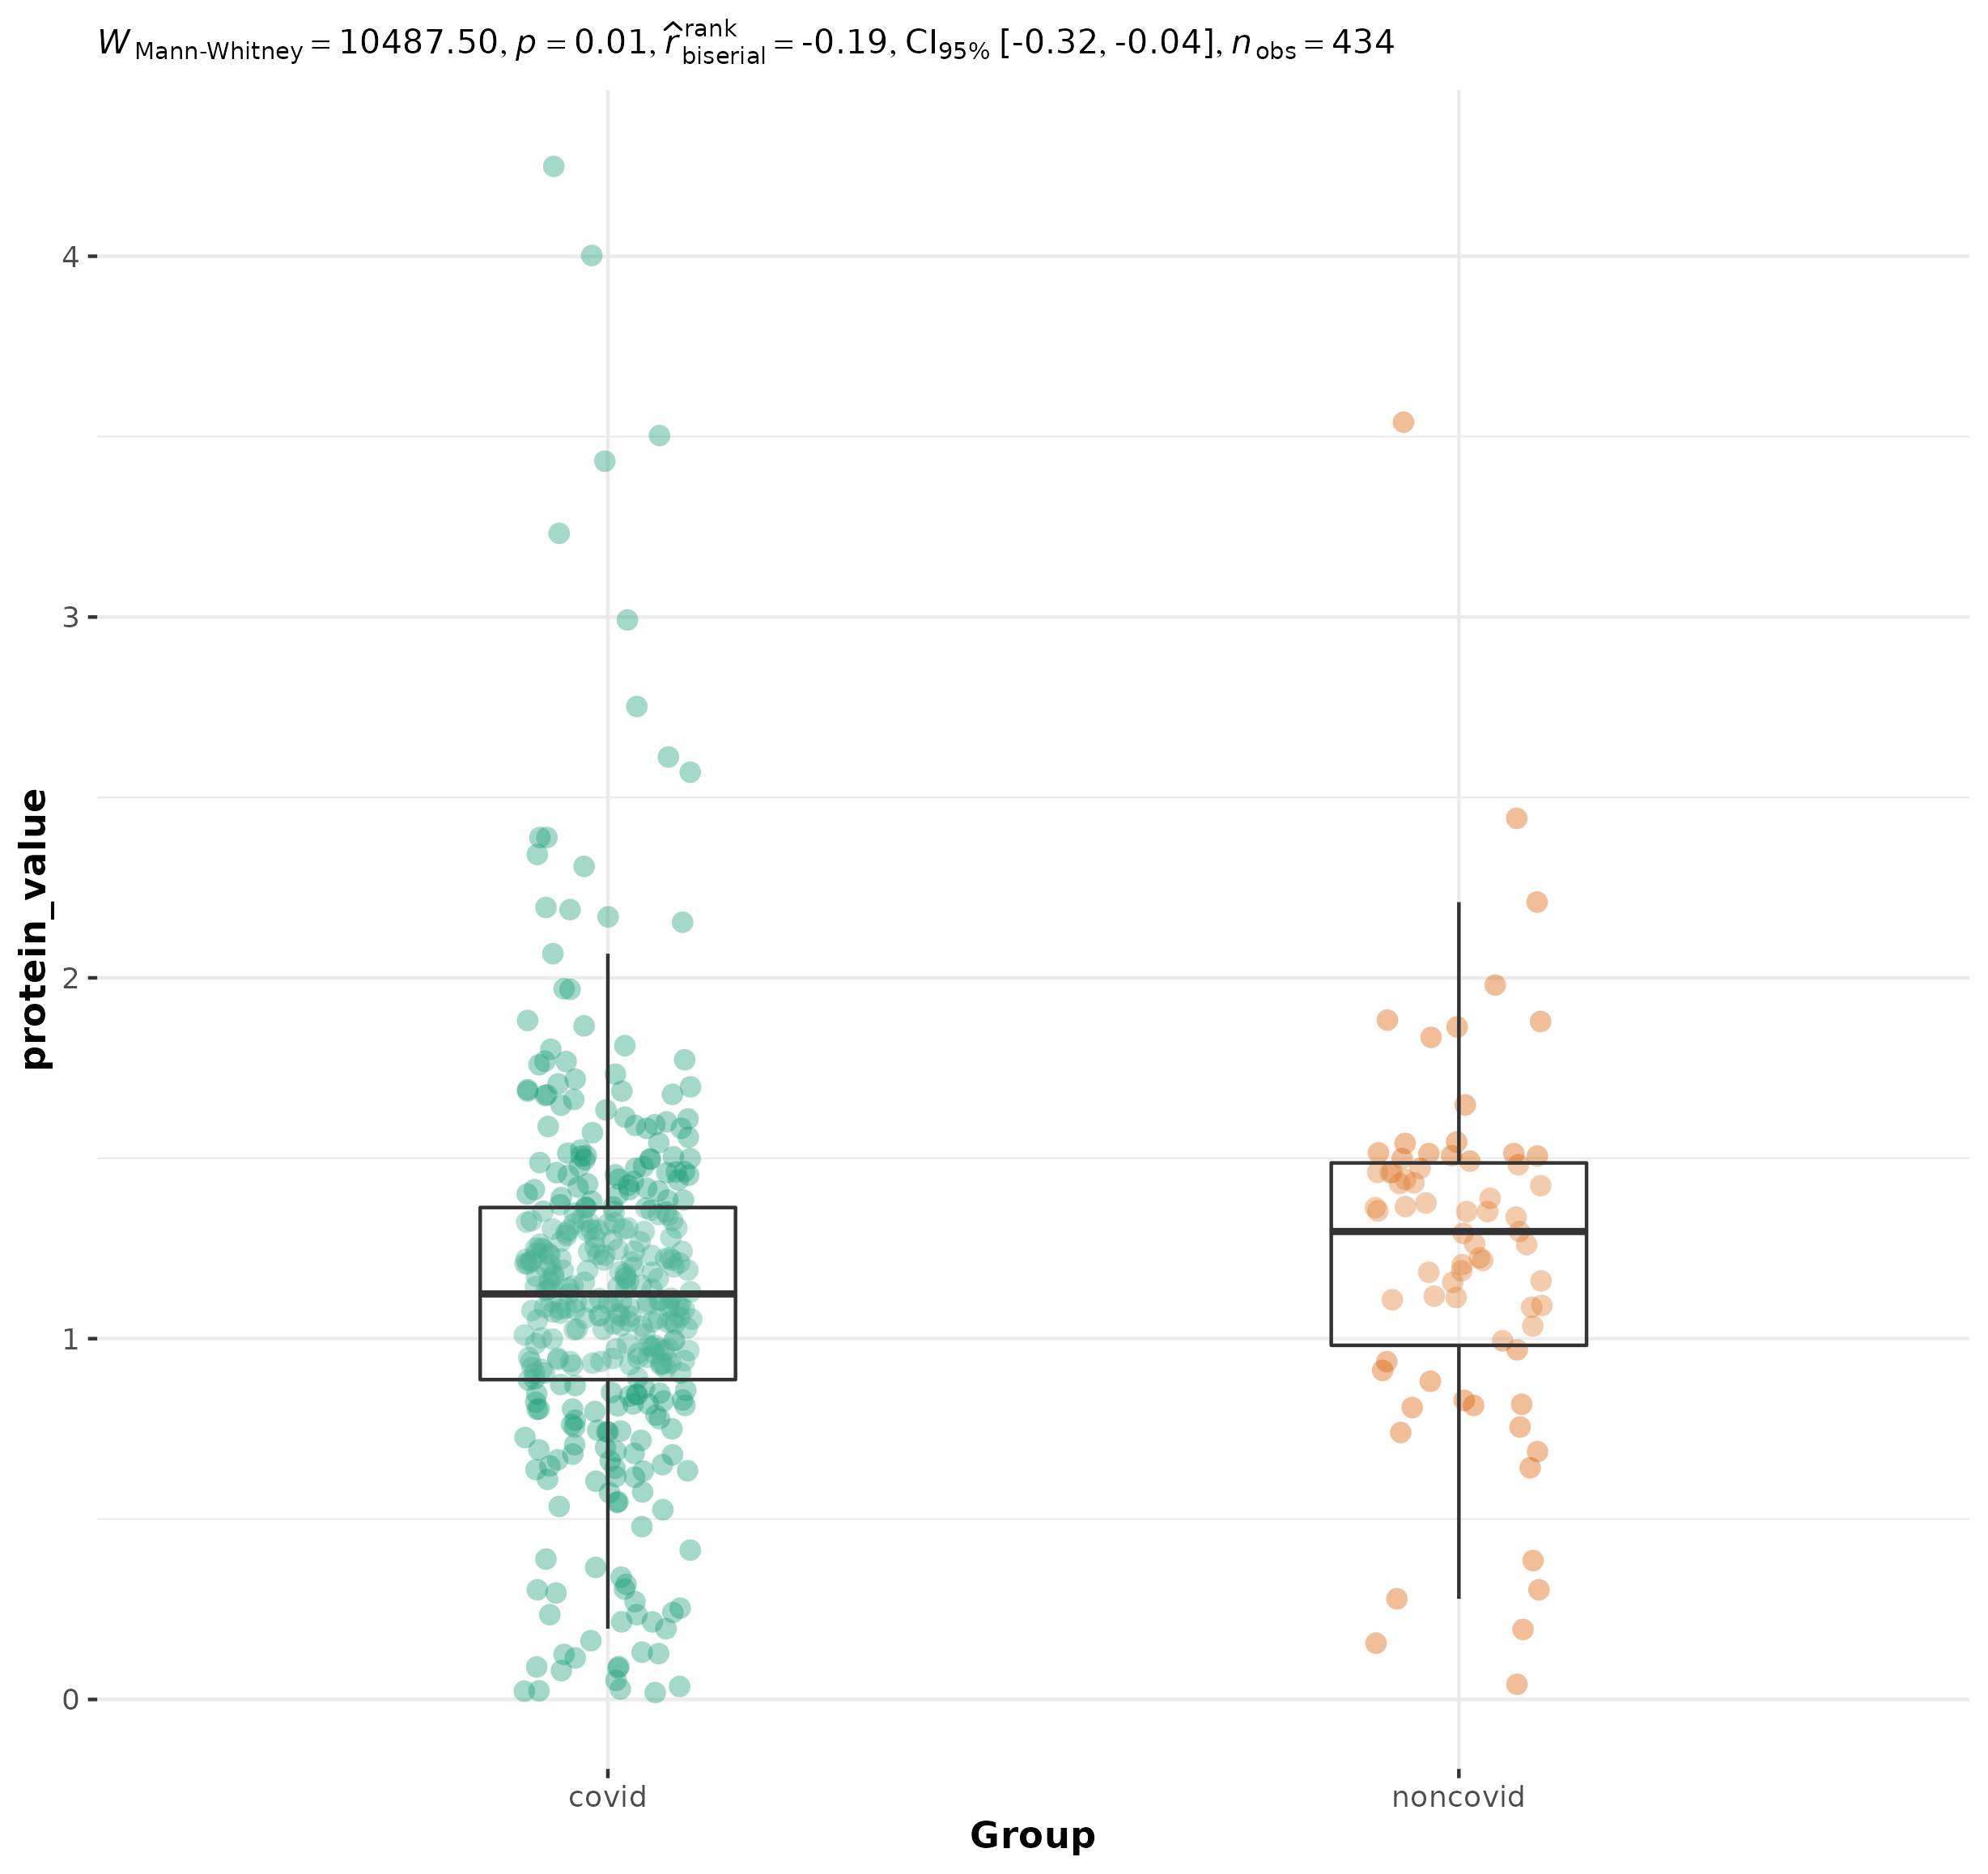 W Mann-Whitney = 10487.50, p = 0.01, r̂ rank biserial = -0.19, CI95% [-0.32, -0.04], n obs = 434
protein_value
4
3
2
1
0
covid noncovid
Group